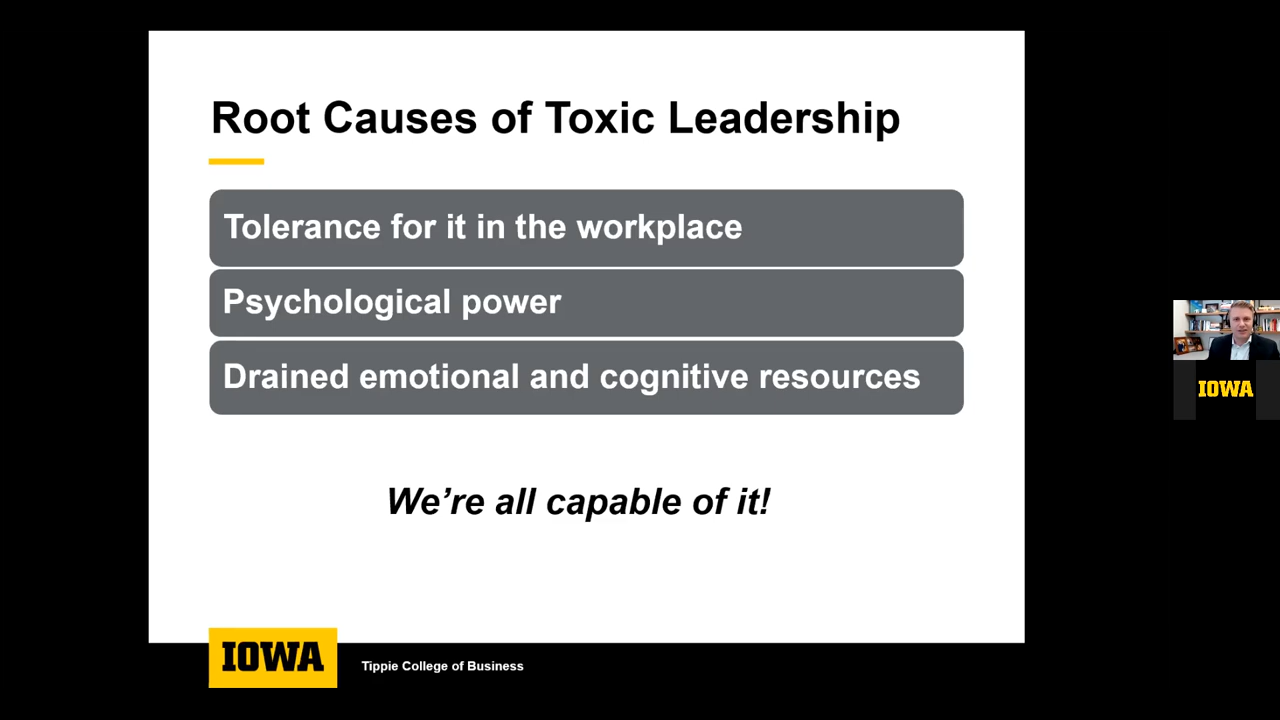 Root Causes of Toxic Leadership
Tolerance for it in the workplace
Psychological power
Drained emotional and cognitive resources
We’re all capable of it!
IOWA
IOWA
Tippie College of Business